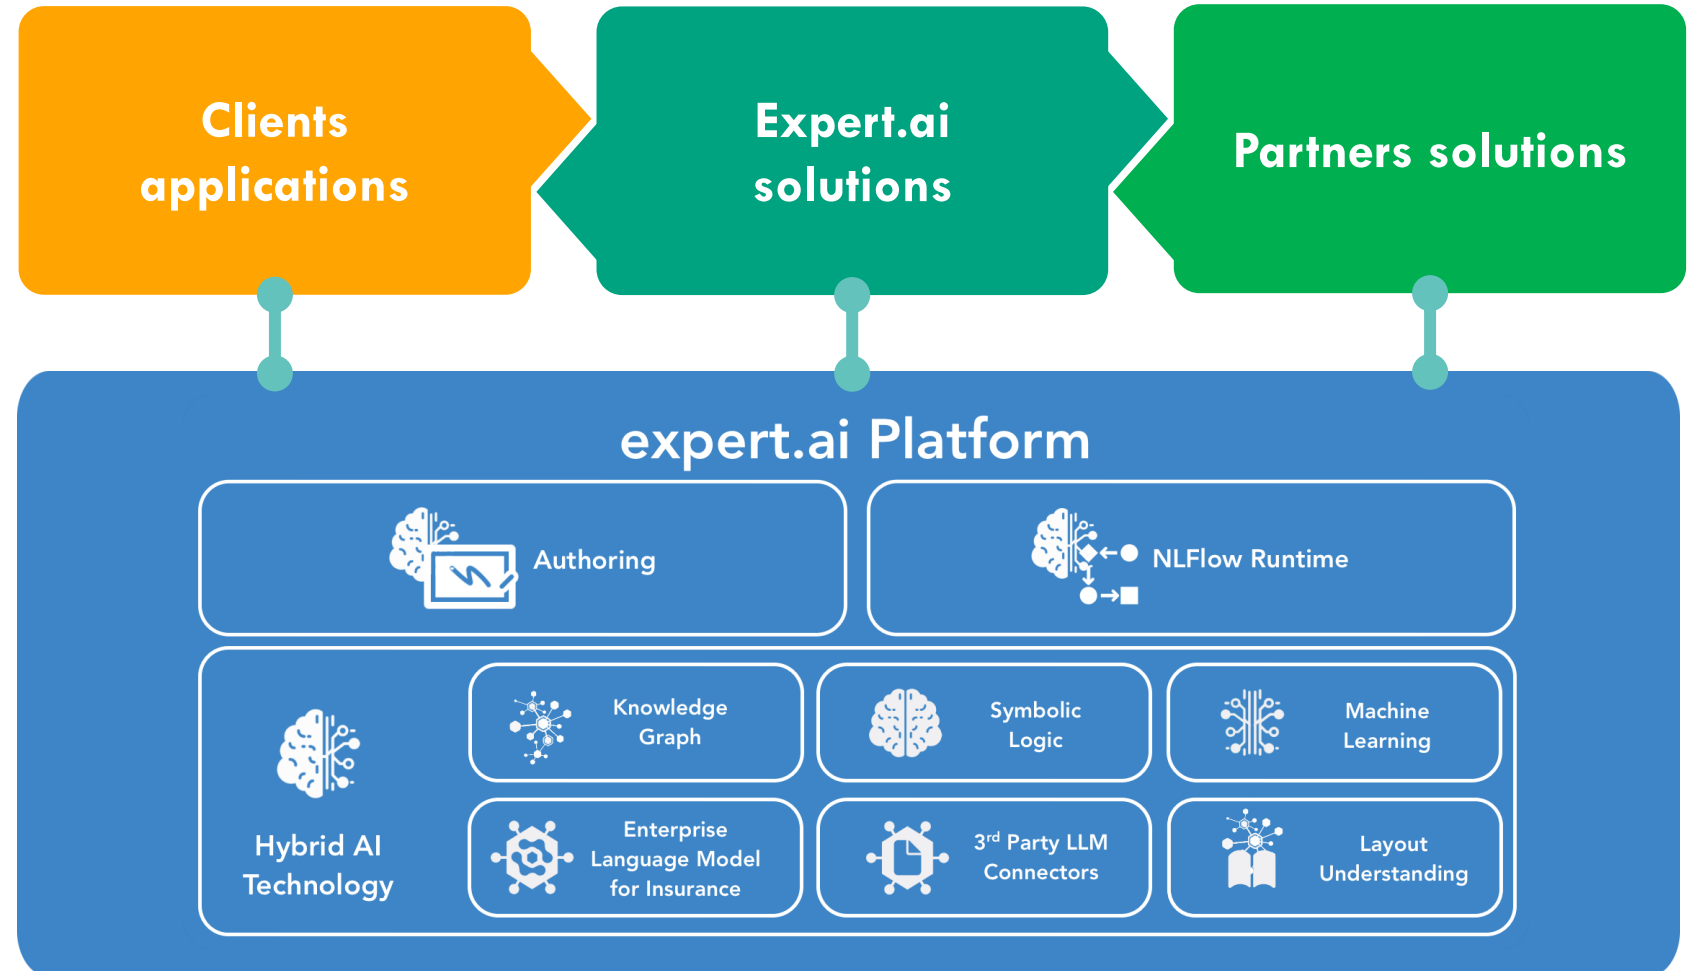 Clients
applications
Expert.ai
solutions
Partners solutions
expert.ai Platform
Authoring
NLFlow Runtime
Hybrid AI
Technology
Knowledge
Graph
Symbolic
Logic
Machine
Learning
Enterprise
Language Model
for Insurance
3rd Party LLM
Connectors
Layout
Understanding